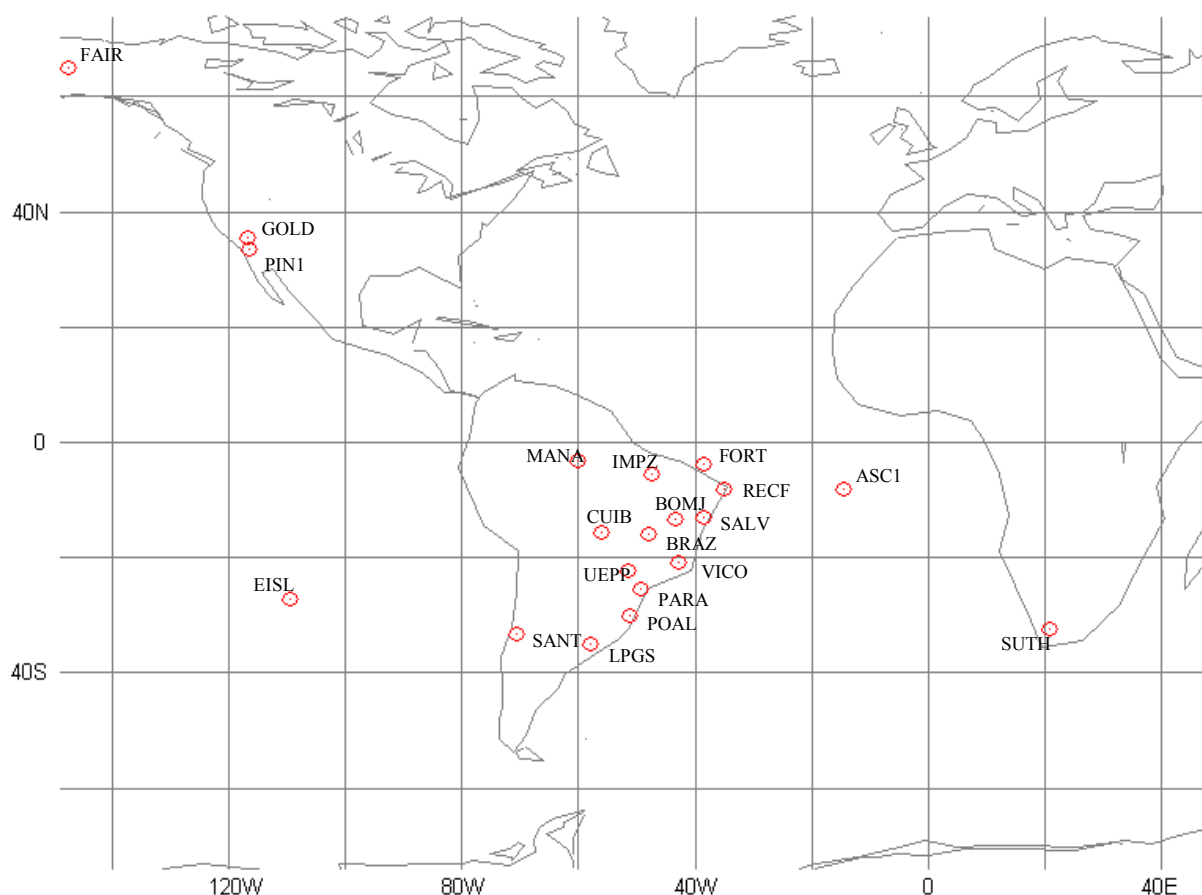 FAIR
40N
GOLD
PIN1
0
MANA
IMPZ
FORT
ASC1
RECF
BOMJ
CUIB
SALV
BRAZ
UEPP
VICO
EISL
PARA
POAL
SANT
LPGS
SUTH
40S
120W 80W 40W 0 40E